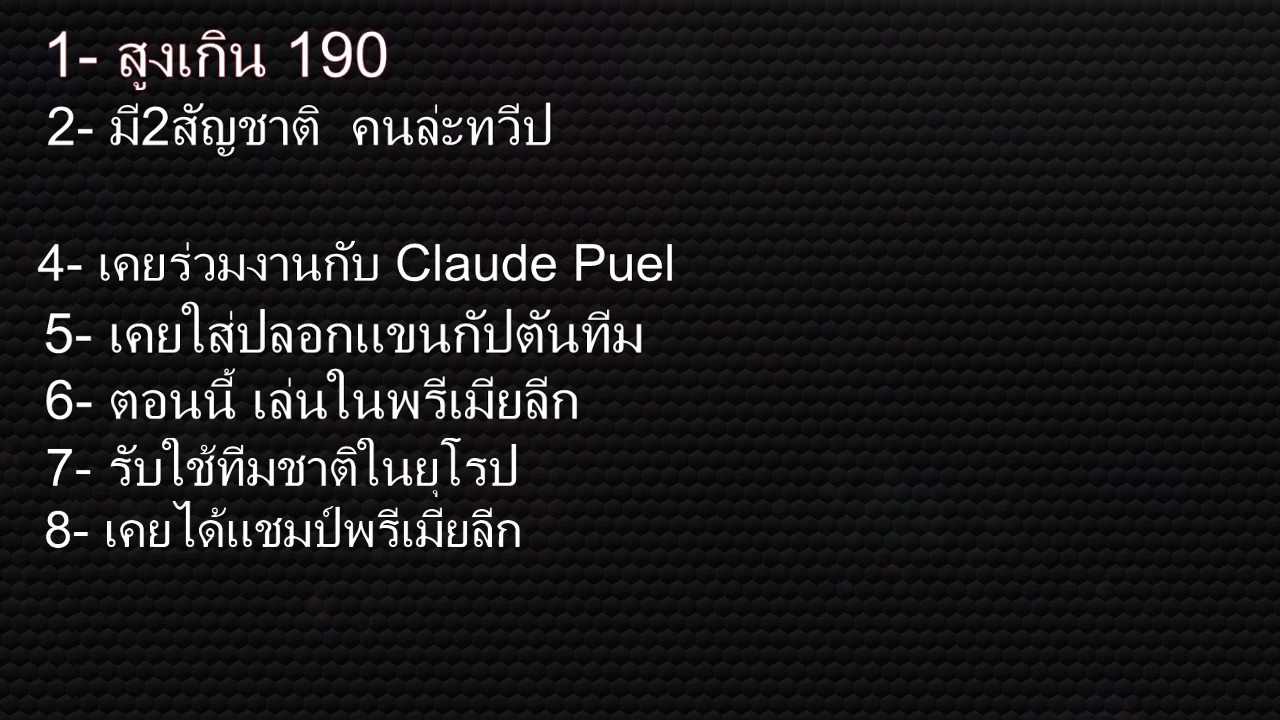 1- สูงเกิน 190
2- มี2สัญชาติ  คนล่ะทวีป
4- เคยร่วมงานกับ Claude Puel
5- เคยใส่ปลอกแขนกัปตันทีม
6- ตอนนี้ เล่นในพรีเมียลีก
7- รับใช้ทีมชาติในยุโรป
8- เคยได้แชมป์พรีเมียลีก